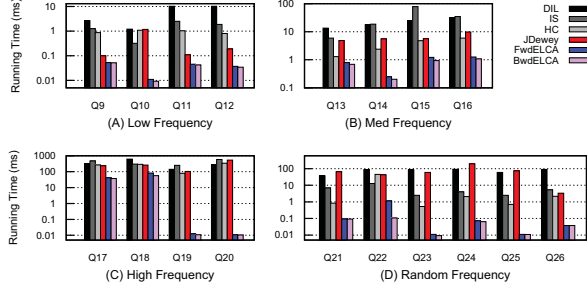 Running Time (ms)
10
1
0.1
0.01
Q9 Q10 Q11 Q12
(A) Low Frequency
100
10
1
0.1
Q13 Q14 Q15 Q16
(B) Med Frequency
DIL
IS
HC
JDewey
FwdELCA
BwdELCA
Running Time (ms)
1000
100
10
1
0.1
0.01
Q17 Q18 Q19 Q20
(C) High Frequency
100
10
1
0.1
0.01
Q21 Q22 Q23 Q24 Q25 Q26
(D) Random Frequency